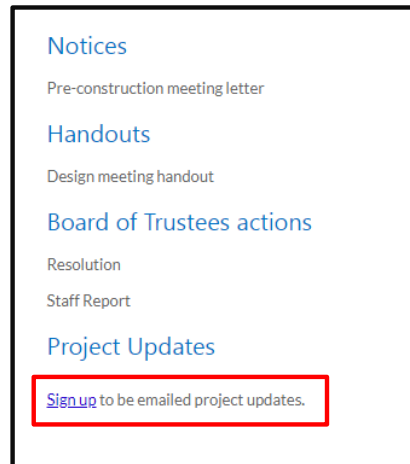 Notices
Pre-construction meeting letter
Handouts
Design meeting handout
Board of Trustees actions
Resolution
Staff Report
Project Updates
Sign up to be emailed project updates.